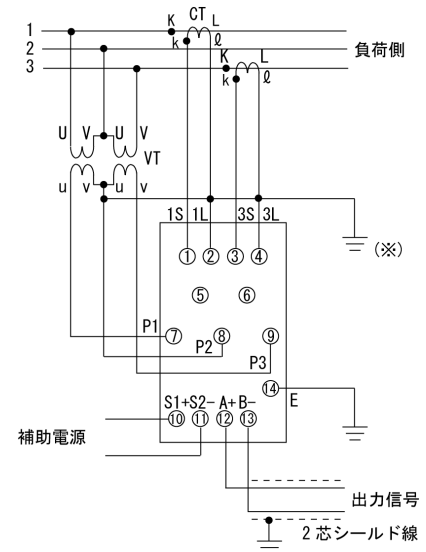 CT
K L
1
k ℓ
2
負荷側
K L
3
k ℓ
U V U V
VT
u v u v
1S 1L 3S 3L
(※)
① ② ③ ④
⑤ ⑥
P1 ⑦ ⑧ ⑨
P2
P3
⑭ E
S1+ S2- A+ B-
⑩ ⑪ ⑫ ⑬
補助電源
出力信号
2芯シールド線